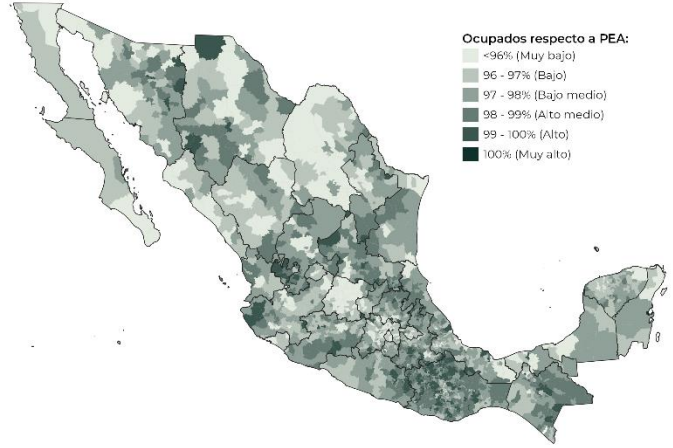 Ocupados respecto a PEA:
<96% (Muy bajo)
96 - 97% (Bajo)
97 - 98% (Bajo medio)
98 - 99% (Alto medio)
99 - 100% (Alto)
100% (Muy alto)